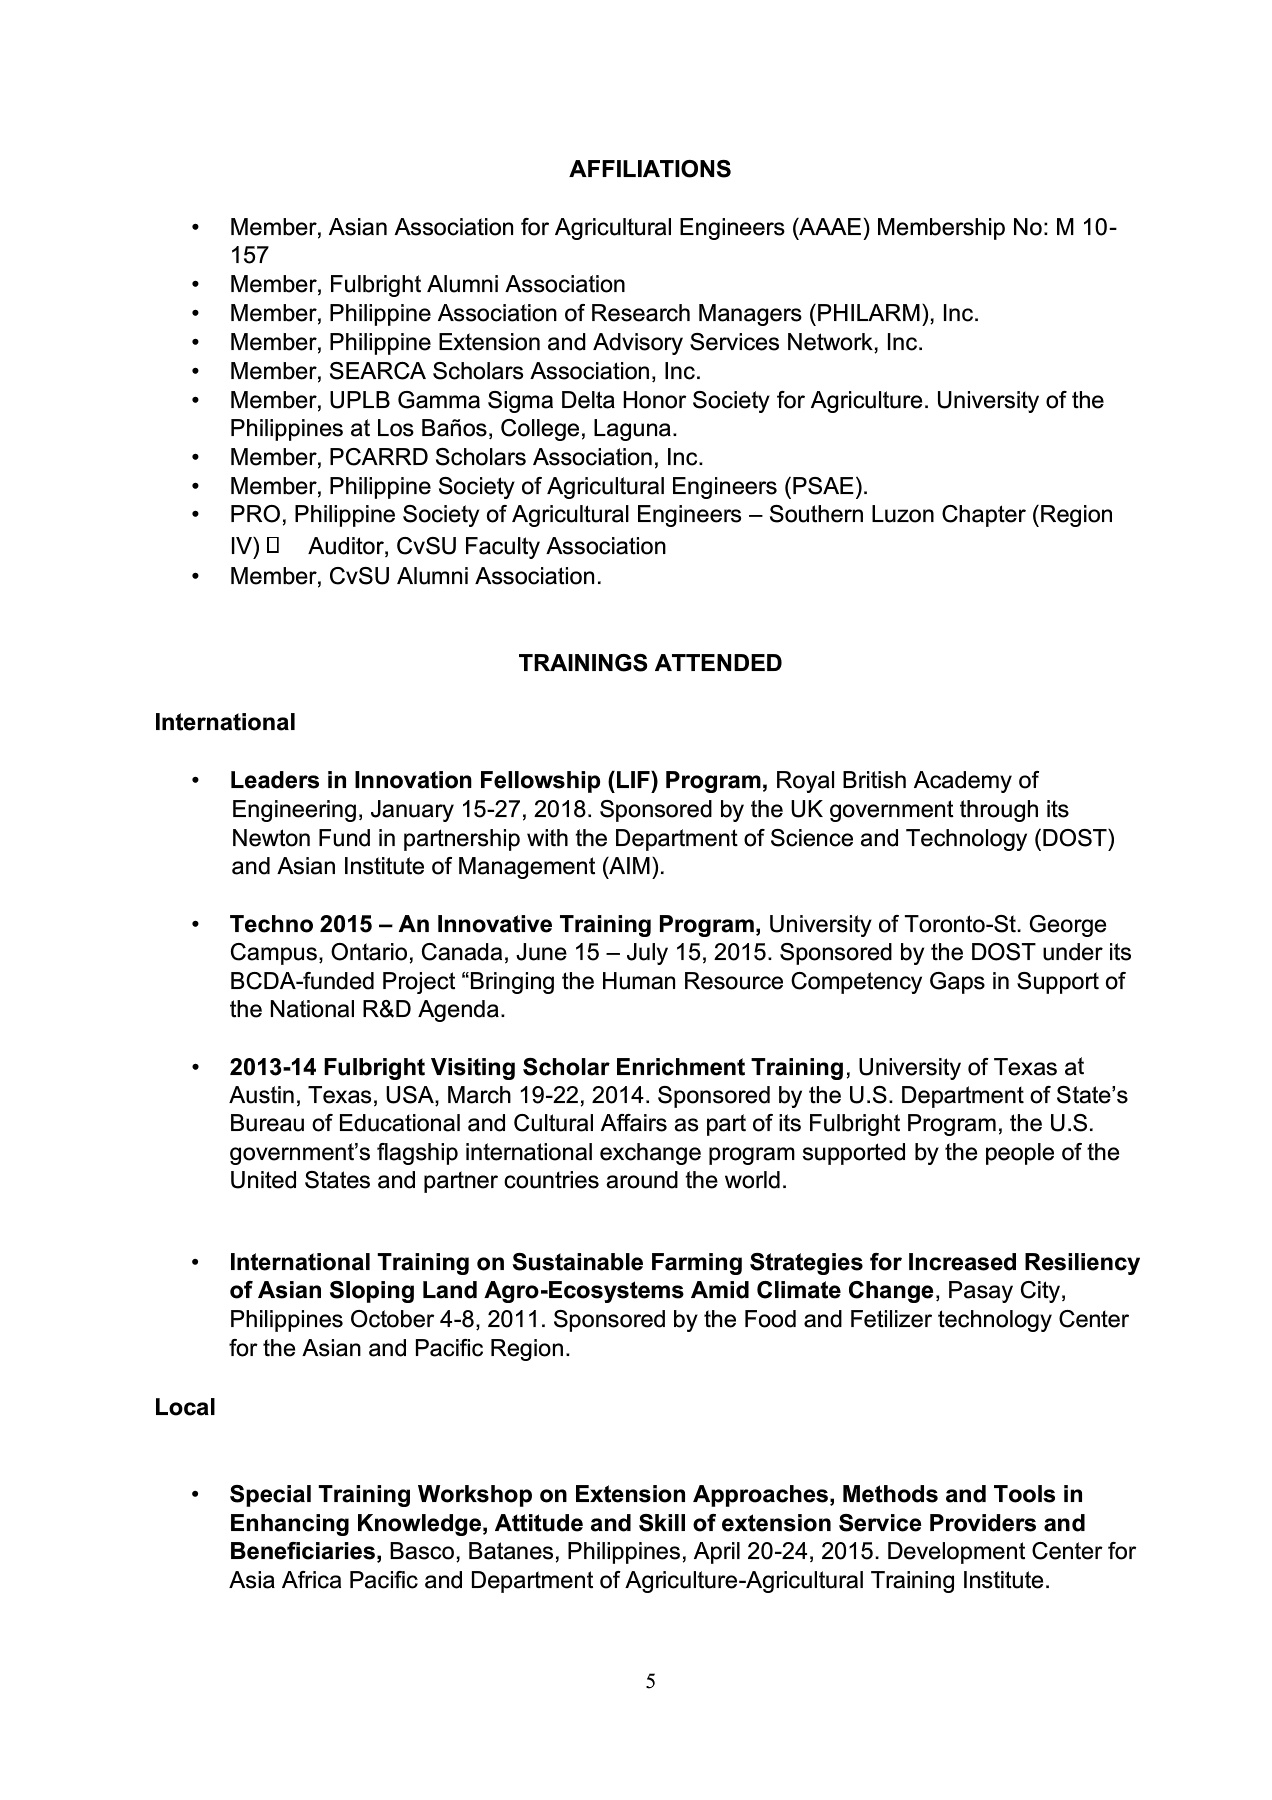 AFFILIATIONS
• Member, Asian Association for Agricultural Engineers (AAAE) Membership No: M 10-
157
• Member, Fulbright Alumni Association
• Member, Philippine Association of Research Managers (PHILARM), Inc.
• Member, Philippine Extension and Advisory Services Network, Inc.
• Member, SEARCA Scholars Association, Inc.
• Member, UPLB Gamma Sigma Delta Honor Society for Agriculture. University of the
Philippines at Los Baños, College, Laguna.
• Member, PCARRD Scholars Association, Inc.
• Member, Philippine Society of Agricultural Engineers (PSAE).
• PRO, Philippine Society of Agricultural Engineers – Southern Luzon Chapter (Region
IV) Auditor, CvSU Faculty Association
• Member, CvSU Alumni Association.
TRAININGS ATTENDED
International
• Leaders in Innovation Fellowship (LIF) Program, Royal British Academy of
Engineering, January 15-27, 2018. Sponsored by the UK government through its
Newton Fund in partnership with the Department of Science and Technology (DOST)
and Asian Institute of Management (AIM).
• Techno 2015 – An Innovative Training Program, University of Toronto-St. George
Campus, Ontario, Canada, June 15 – July 15, 2015. Sponsored by the DOST under its
BCDA-funded Project “Bringing the Human Resource Competency Gaps in Support of
the National R&D Agenda.
• 2013-14 Fulbright Visiting Scholar Enrichment Training, University of Texas at
Austin, Texas, USA, March 19-22, 2014. Sponsored by the U.S. Department of State’s
Bureau of Educational and Cultural Affairs as part of its Fulbright Program, the U.S.
government’s flagship international exchange program supported by the people of the
United States and partner countries around the world.
• International Training on Sustainable Farming Strategies for Increased Resiliency
of Asian Sloping Land Agro-Ecosystems Amid Climate Change, Pasay City,
Philippines October 4-8, 2011. Sponsored by the Food and Fetilizer technology Center
for the Asian and Pacific Region.
Local
• Special Training Workshop on Extension Approaches, Methods and Tools in
Enhancing Knowledge, Attitude and Skill of extension Service Providers and
Beneficiaries, Basco, Batanes, Philippines, April 20-24, 2015. Development Center for
Asia Africa Pacific and Department of Agriculture-Agricultural Training Institute.
5